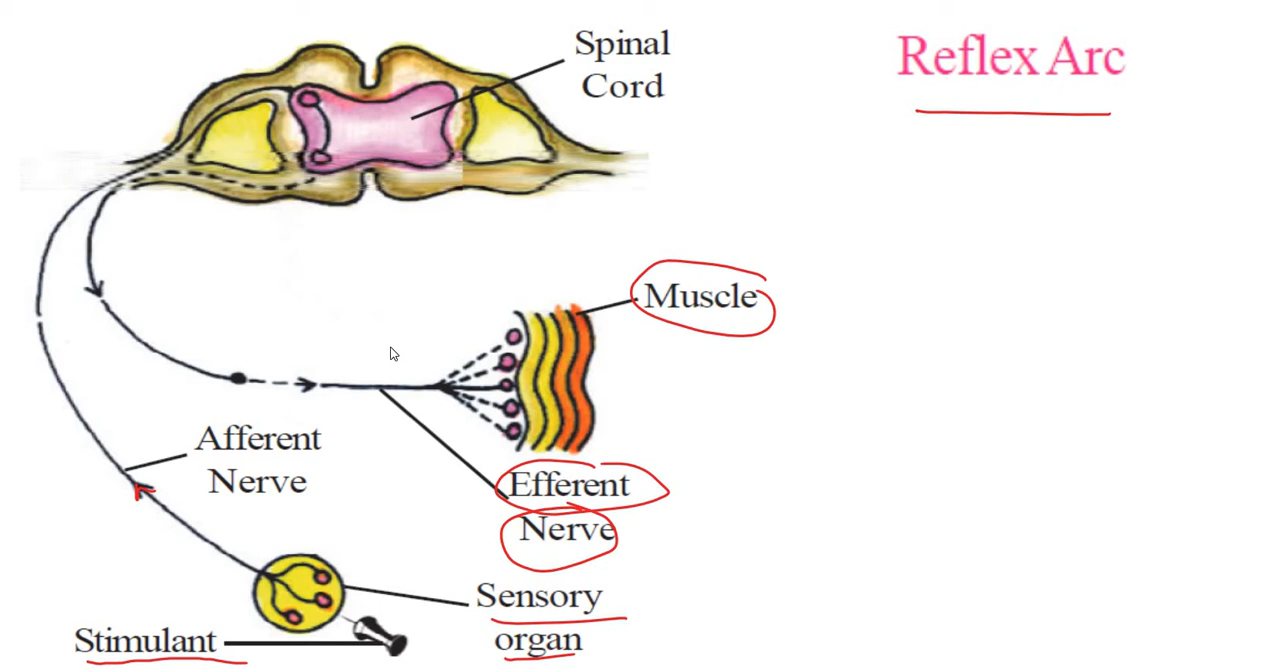 Reflex Arc
Spinal
Cord
Muscle
Afferent
Nerve
Efferent
Nerve
Sensory
organ
Stimulant